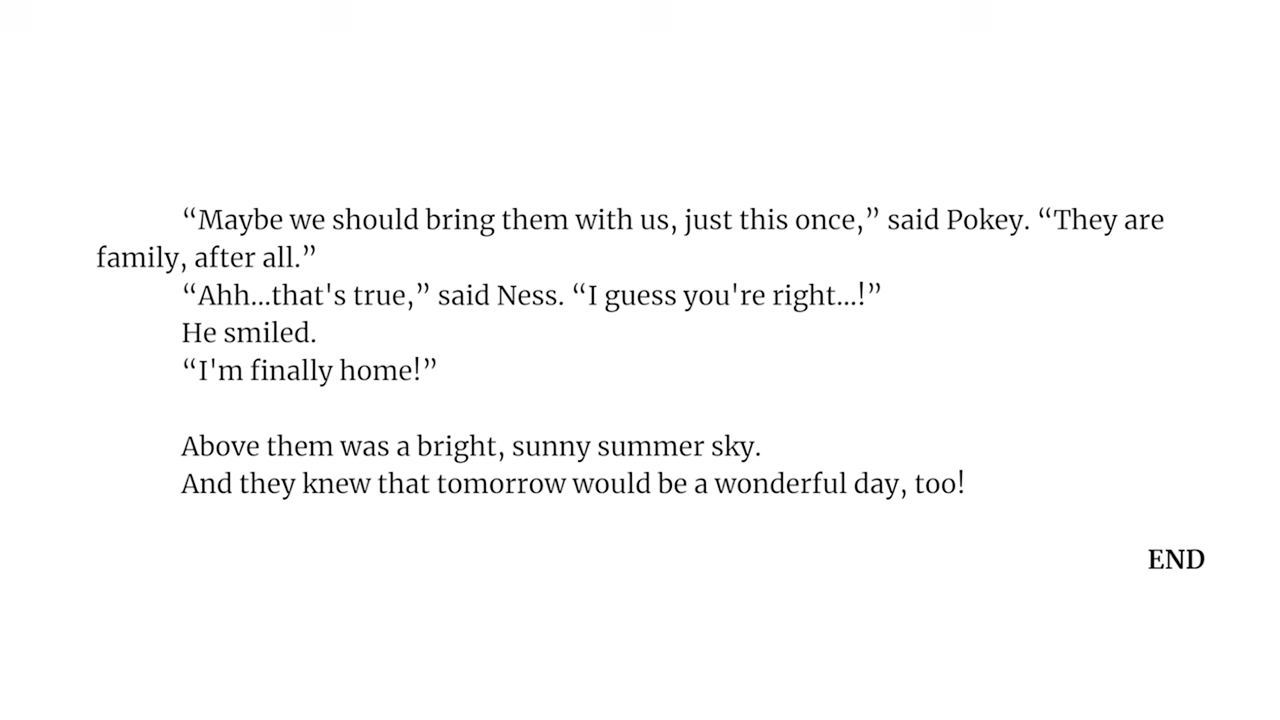 “Maybe we should bring them with us, just this once,” said Pokey. “They are
family, after all.”
“Ahh...that's true,” said Ness. “I guess you're right...!”
He smiled.
“I'm finally home!”
Above them was a bright, sunny summer sky.
And they knew that tomorrow would be a wonderful day, too!
END